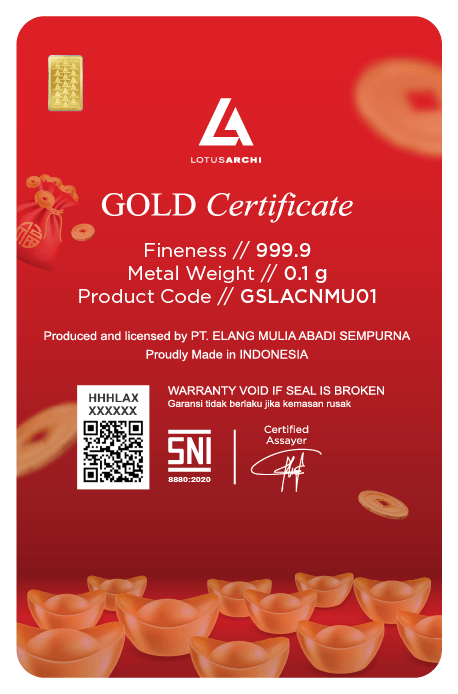 LOTUSARCHI
GOLD Certificate
Fineness // 999.9
Metal Weight // 0.1 g
Product Code // GSLACNMU01
Produced and licensed by PT. ELANG MULIA ABADI SEMPURNA
Proudly Made in INDONESIA
HHHLAX
XXXXXX
WARRANTY VOID IF SEAL IS BROKEN
Garansi tidak berlaku jika kemasan rusak
SNI
8880:2020
Certified
Assayer
福